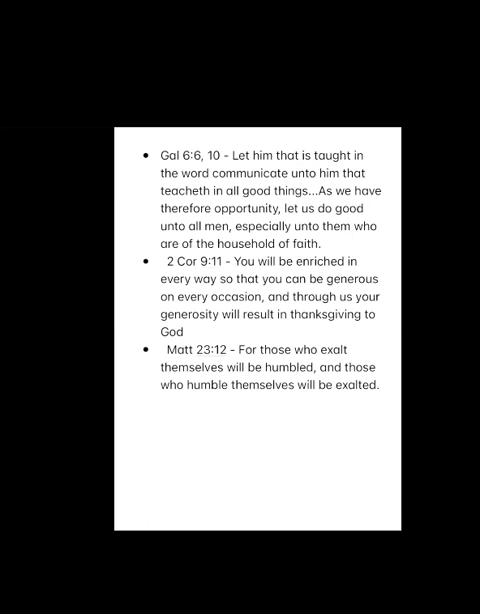 • Gal 6:6, 10 - Let him that is taught in
the word communicate unto him that
teacheth in all good things...As we have
therefore opportunity, let us do good
unto all men, especially unto them who
are of the household of faith.
• 2 Cor 9:11 - You will be enriched in
every way so that you can be generous
on every occasion, and through us your
generosity will result in thanksgiving to
God
• Matt 23:12 - For those who exalt
themselves will be humbled, and those
who humble themselves will be exalted.